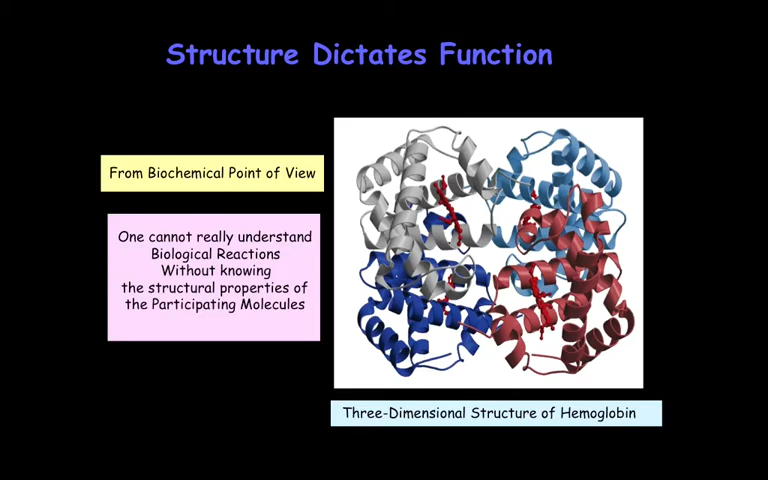 Structure Dictates Function
From Biochemical Point of View
One cannot really understand
Biological Reactions
Without knowing
the structural properties of
the Participating Molecules
Three-Dimensional Structure of Hemoglobin